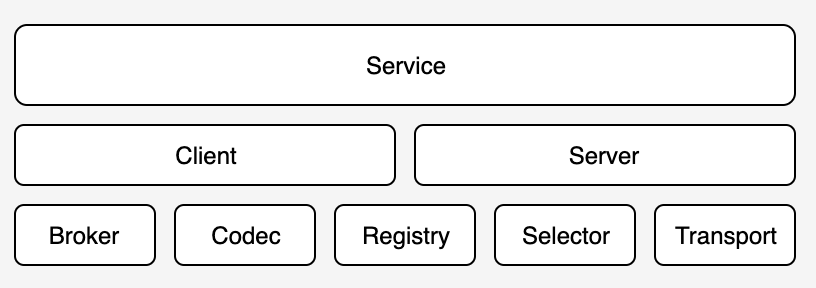 Service
Client Server
Broker Codec Registry Selector Transport